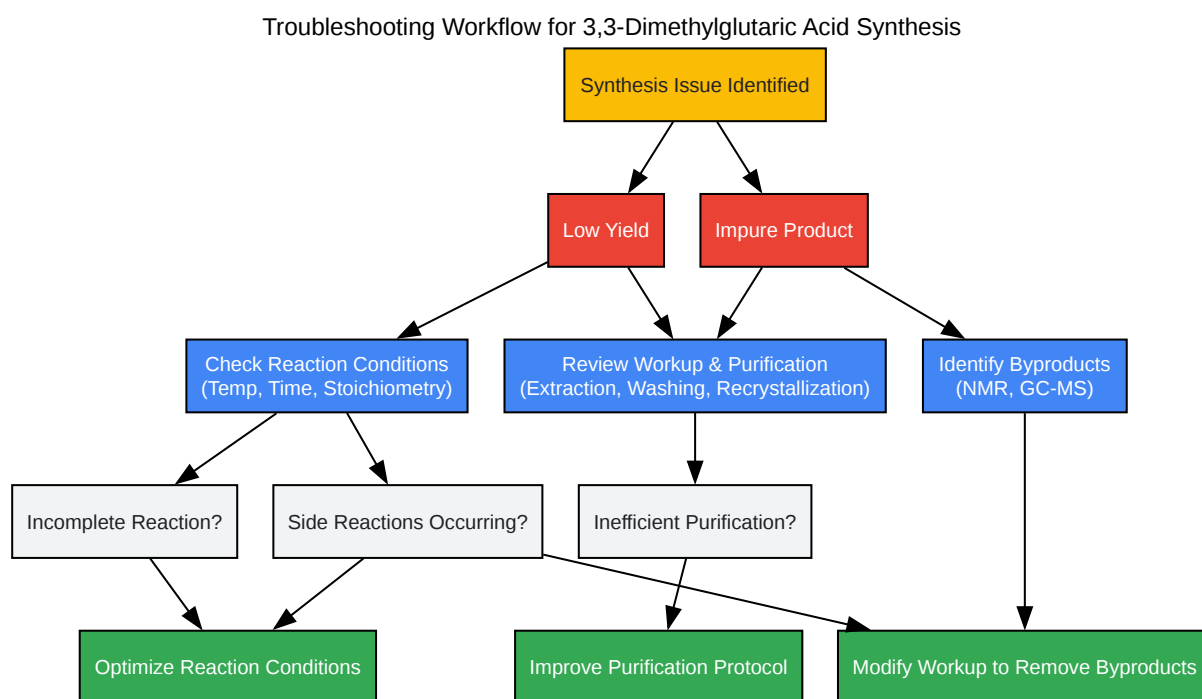 Troubleshooting Workflow for 3,3-Dimethylglutaric Acid Synthesis
Synthesis Issue Identified
Low Yield
Impure Product
Check Reaction Conditions
(Temp, Time, Stoichiometry)
Review Workup & Purification
(Extraction, Washing, Recrystallization)
Identify Byproducts
(NMR, GC-MS)
Incomplete Reaction?
Side Reactions Occurring?
Inefficient Purification?
Optimize Reaction Conditions
Improve Purification Protocol
Modify Workup to Remove Byproducts